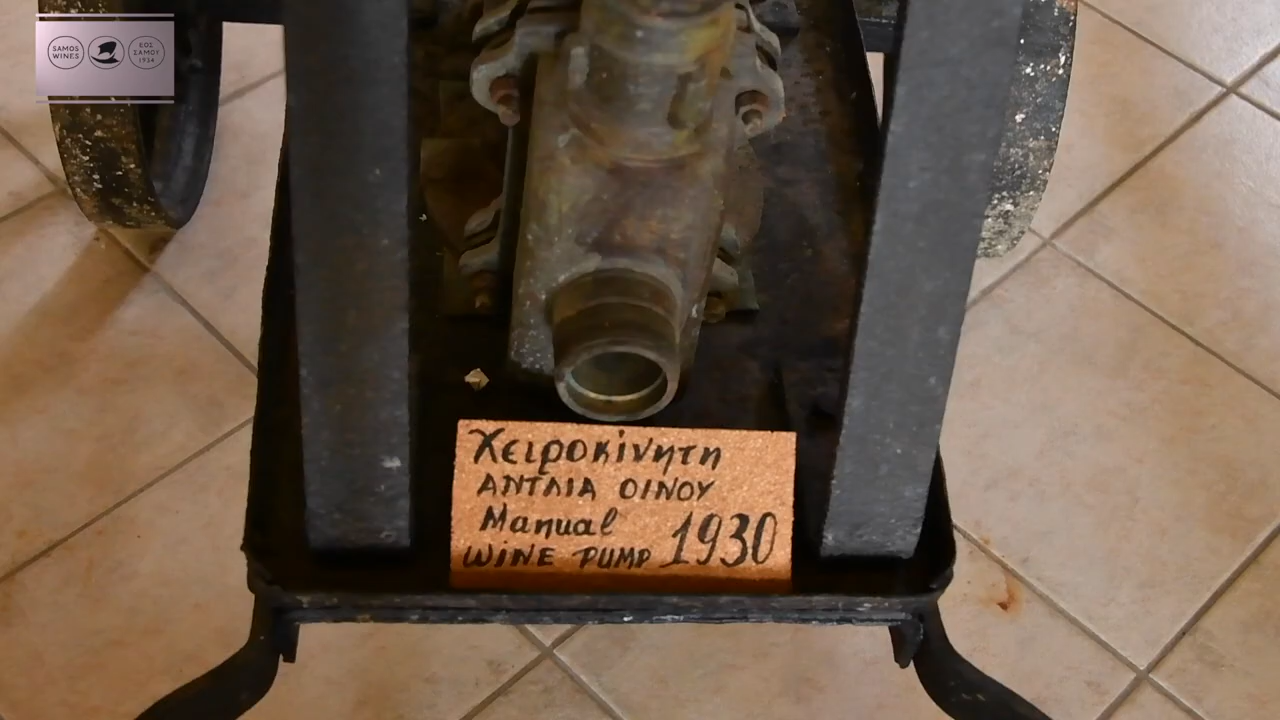 SAMOS
WINES
ΕΟΣ
ΣΑΜΟΥ
1934
Χειροκίνητη
ΑΝΤΛΙΑ ΟΙΝΟΥ
Manual
WINE PUMP 1930